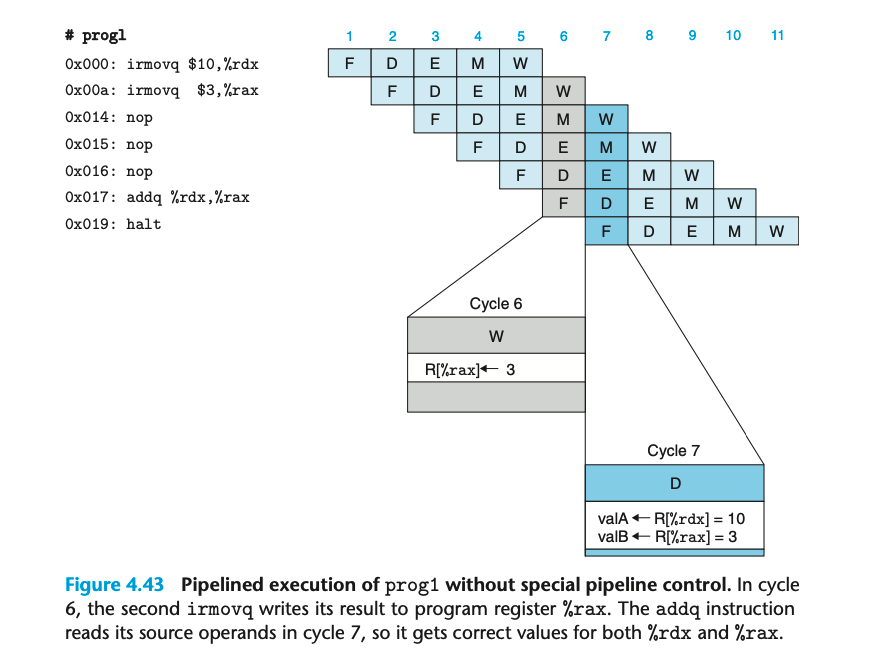 # prog1
1 2 3 4 5 6 7 8 9 10 11
0x000: irmovq $10,%rdx F D E M W
0x00a: irmovq $3,%rax F D E M W
0x014: nop F D E M W
0x015: nop F D E M W
0x016: nop F D E M W
0x017: addq %rdx,%rax F D E M W
0x019: halt F D E M W
Cycle 6
W
R[%rax]← 3
Cycle 7
D
valA ← R[%rdx] = 10
valB ← R[%rax] = 3
Figure 4.43 Pipelined execution of prog1 without special pipeline control. In cycle
6, the second irmovq writes its result to program register %rax. The addq instruction
reads its source operands in cycle 7, so it gets correct values for both %rdx and %rax.